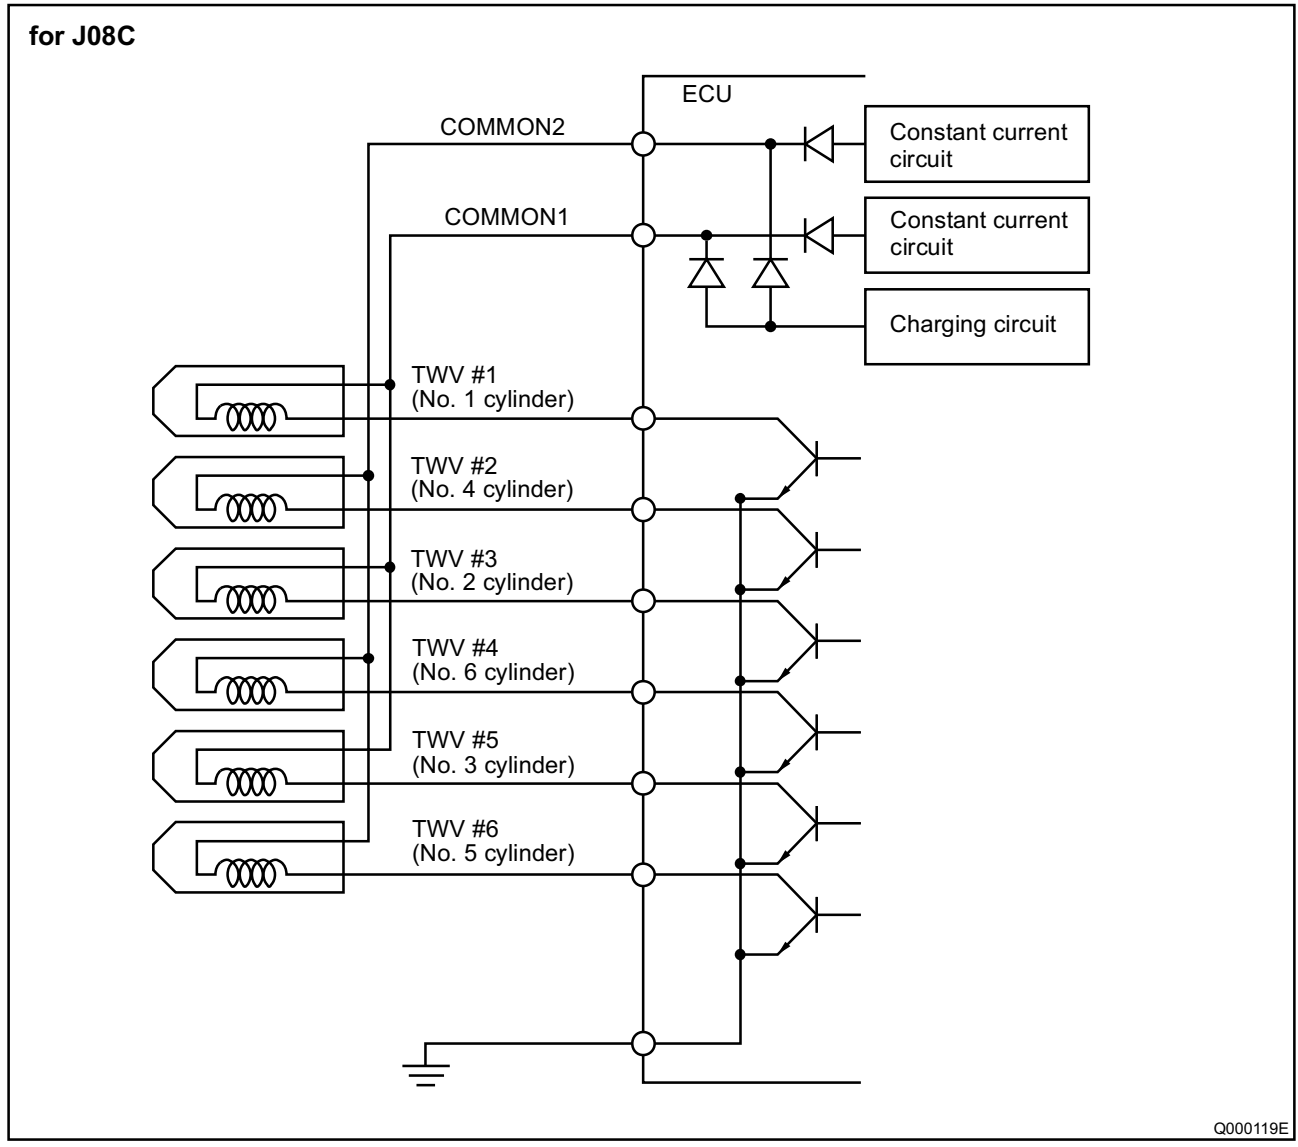 for J08C
ECU
COMMON2
Constant current
circuit
COMMON1
Constant current
circuit
Charging circuit
TWV #1
(No. 1 cylinder)
TWV #2
(No. 4 cylinder)
TWV #3
(No. 2 cylinder)
TWV #4
(No. 6 cylinder)
TWV #5
(No. 3 cylinder)
TWV #6
(No. 5 cylinder)
Q000119E